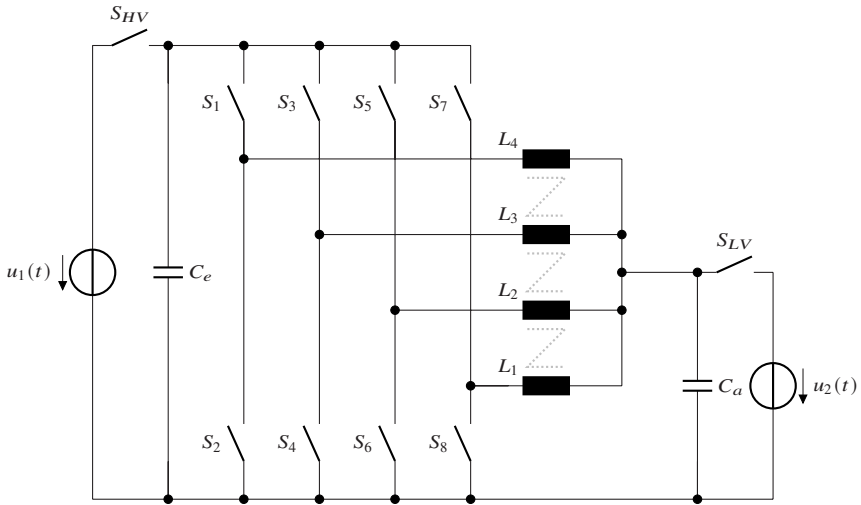 S_HV
S_1 S_3 S_5 S_7
L_4
L_3
S_LV
u_1(t) C_e
L_2
L_1
C_a u_2(t)
S_2 S_4 S_6 S_8